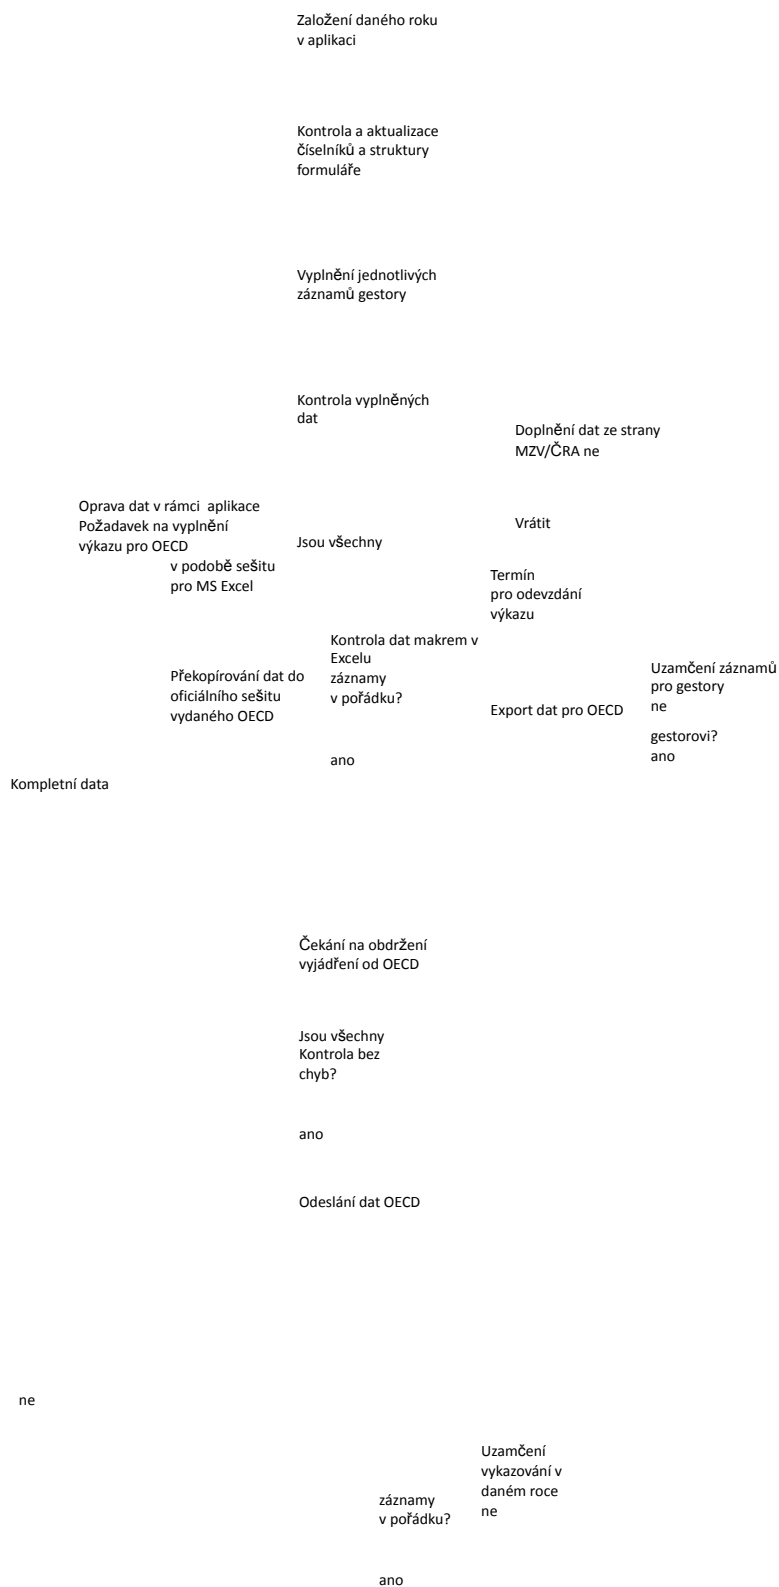 Založení daného roku
v aplikaci
Kontrola a aktualizace
číselníků a struktury
formuláře
Vyplnění jednotlivých
záznamů gestory
Kontrola vyplněných
dat
Doplnění dat ze strany
MZV/ČRA ne
Oprava dat v rámci  aplikace
Požadavek na vyplnění
výkazu pro OECD
v podobě sešitu
pro MS Excel
Jsou všechny
Vrátit
Termín
pro odevzdání
výkazu
Kontrola dat makrem v
Excelu
záznamy
v pořádku?
Překopírování dat do
oficiálního sešitu
vydaného OECD
Export dat pro OECD
Uzamčení záznamů
pro gestory
ne
gestorovi?
ano
ano
Kompletní data
Čekání na obdržení
vyjádření od OECD
Jsou všechny
Kontrola bez
chyb?
ano
Odeslání dat OECD
ne
Uzamčení
vykazování v
daném roce
ne
záznamy
v pořádku?
ano